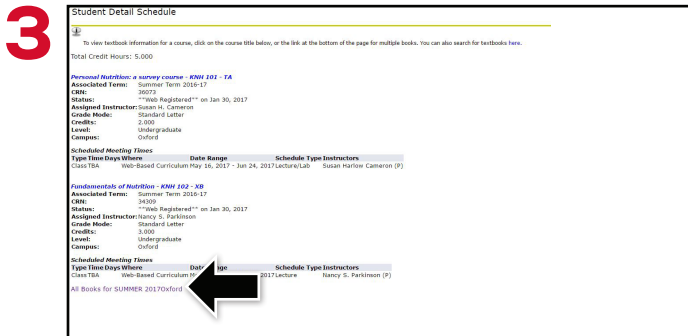 3
Student Detail Schedule
To view textbook information for a course, click on the course title below, or the link at the bottom of the page for multiple books. You can also search for textbooks here.
Total Credit Hours: 5.000
Personal Nutrition: a survey course - KNH 101 - TA
Associated Term: Summer Term 2016-17
CRN: 36073
Status: **Web Registered** on Jan 30, 2017
Assigned Instructor: Susan H. Cameron
Grade Mode: Standard Letter
Credits: 2.000
Level: Undergraduate
Campus: Oxford
Scheduled Meeting Times
Type Time Days Where Date Range Schedule Type Instructors
Class TBA Web-Based Curriculum May 16, 2017 - Jun 24, 2017 Lecture/Lab Susan Harlow Cameron (P)
Fundamentals of Nutrition - KNH 102 - XB
Associated Term: Summer Term 2016-17
CRN: 34309
Status: **Web Registered** on Jan 30, 2017
Assigned Instructor: Nancy S. Parkinson
Grade Mode: Standard Letter
Credits: 3.000
Level: Undergraduate
Campus: Oxford
Scheduled Meeting Times
Type Time Days Where Schedule Type Instructors
Class TBA Web-Based Curriculum 2017 Lecture Nancy S. Parkinson (P)
All Books for SUMMER 2017Oxford